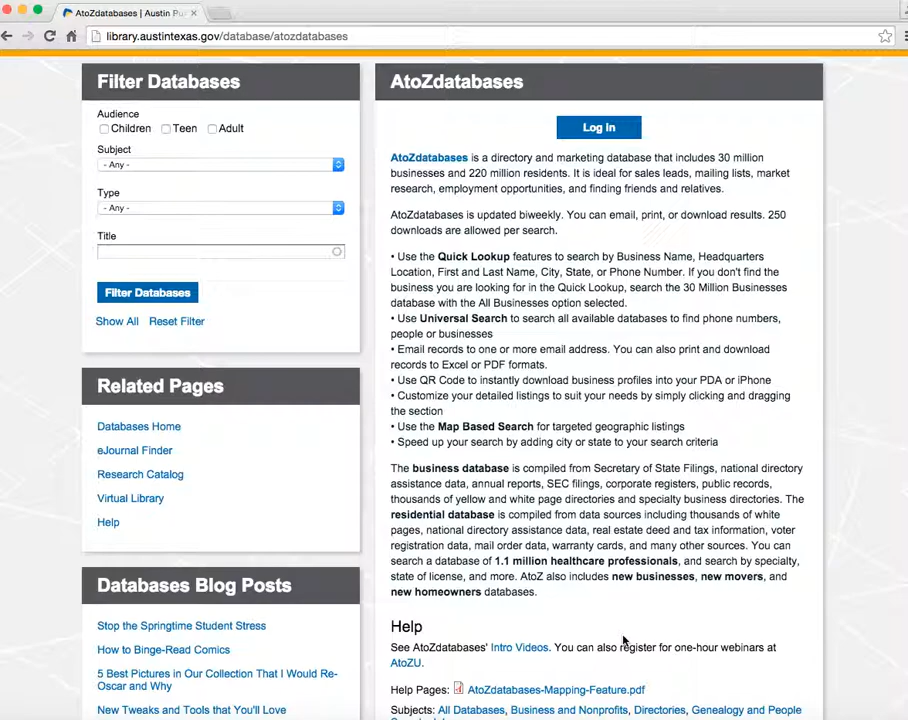 AtoZdatabases | Austin Pu
library.austintexas.gov/database/atozdatabases
Filter Databases
Audience
Children Teen Adult
Subject
- Any -
Type
- Any -
Title
Filter Databases
Show All Reset Filter
Related Pages
Databases Home
eJournal Finder
Research Catalog
Virtual Library
Help
Databases Blog Posts
Stop the Springtime Student Stress
How to Binge-Read Comics
5 Best Pictures in Our Collection That I Would Re-
Oscar and Why
New Tweaks and Tools that You'll Love
AtoZdatabases
Log in
AtoZdatabases is a directory and marketing database that includes 30 million
businesses and 220 million residents. It is ideal for sales leads, mailing lists, market
research, employment opportunities, and finding friends and relatives.
AtoZdatabases is updated biweekly. You can email, print, or download results. 250
downloads are allowed per search.
• Use the Quick Lookup features to search by Business Name, Headquarters
Location, First and Last Name, City, State, or Phone Number. If you don't find the
business you are looking for in the Quick Lookup, search the 30 Million Businesses
database with the All Businesses option selected.
• Use Universal Search to search all available databases to find phone numbers,
people or businesses
• Email records to one or more email address. You can also print and download
records to Excel or PDF formats.
• Use QR Code to instantly download business profiles into your PDA or iPhone
• Customize your detailed listings to suit your needs by simply clicking and dragging
the section
• Use the Map Based Search for targeted geographic listings
• Speed up your search by adding city or state to your search criteria
The business database is compiled from Secretary of State Filings, national directory
assistance data, annual reports, SEC filings, corporate registers, public records,
thousands of yellow and white page directories and specialty business directories. The
residential database is compiled from data sources including thousands of white
pages, national directory assistance data, real estate deed and tax information, voter
registration data, mail order data, warranty cards, and many other sources. You can
search a database of 1.1 million healthcare professionals, and search by specialty,
state of license, and more. AtoZ also includes new businesses, new movers, and
new homeowners databases.
Help
See AtoZdatabases' Intro Videos. You can also register for one-hour webinars at
AtoZU.
Help Pages: AtoZdatabases-Mapping-Feature.pdf
Subjects: All Databases, Business and Nonprofits, Directories, Genealogy and People